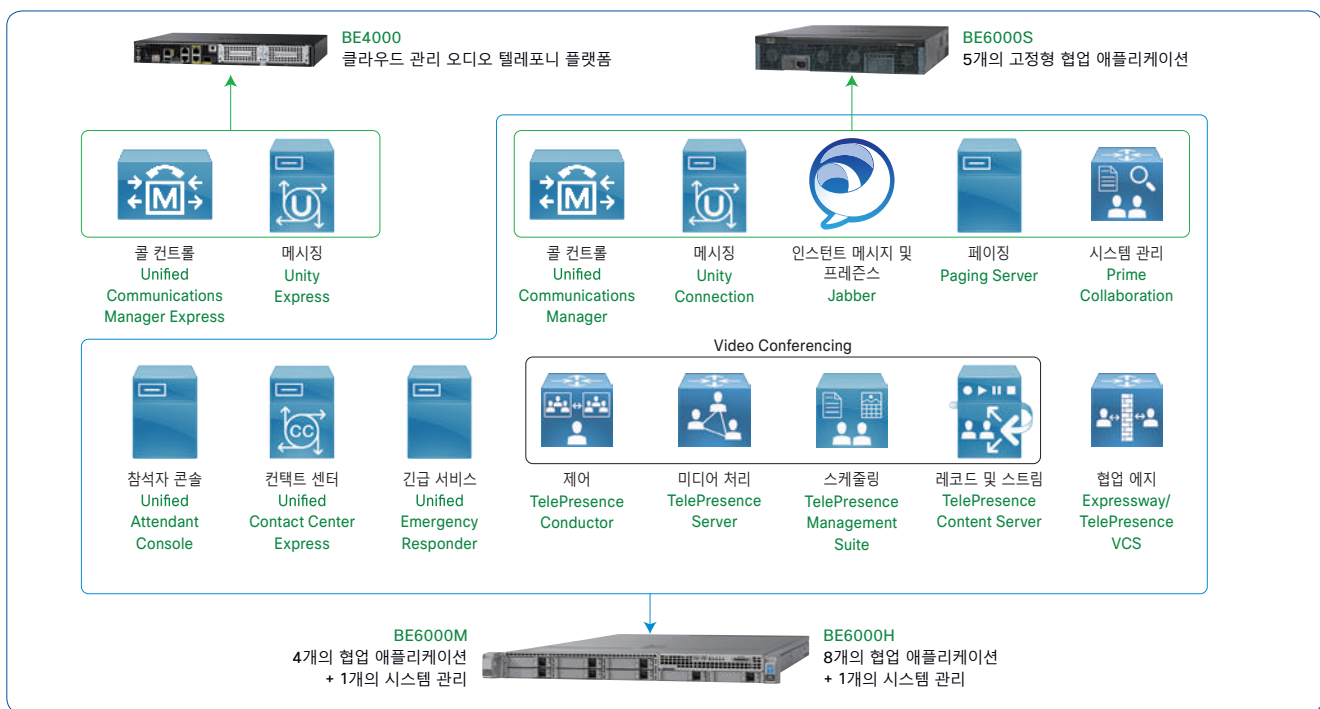 BE4000
클라우드 관리 오디오 텔레포니 플랫폼
BE6000S
5개의 고정형 협업 애플리케이션
M
U
콜 컨트롤
Unified
Communications
Manager Express
메시징
Unity
Express
M
U
콜 컨트롤
Unified
Communications
Manager
메시징
Unity
Connection
인스턴트 메시지 및
프레즌스
Jabber
페이징
Paging Server
시스템 관리
Prime
Collaboration
Video Conferencing
CC
참석자 콘솔
Unified
Attendant
Console
컨택트 센터
Unified
Contact Center
Express
긴급 서비스
Unified
Emergency
Responder
제어
TelePresence
Conductor
미디어 처리
TelePresence
Server
스케줄링
TelePresence
Management
Suite
레코드 및 스트림
TelePresence
Content Server
협업 에지
Expressway/
TelePresence
VCS
BE6000M
4개의 협업 애플리케이션
+ 1개의 시스템 관리
BE6000H
8개의 협업 애플리케이션
+ 1개의 시스템 관리